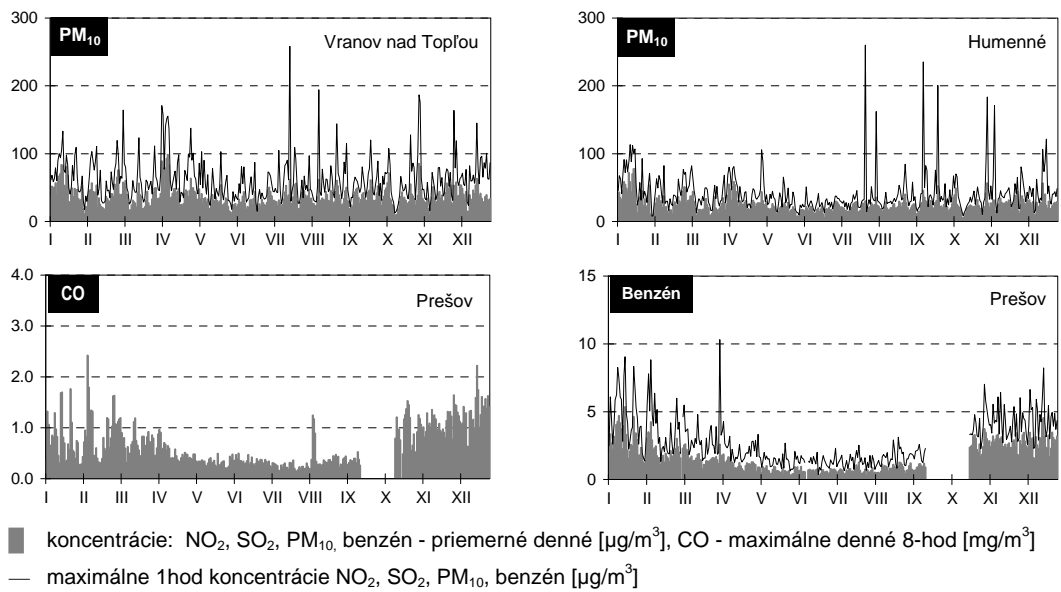 PM₁₀ Vranov nad Topľou
300
200
100
0
I II III IV V VI VII VIII IX X XI XII
PM₁₀ Humenné
300
200
100
0
I II III IV V VI VII VIII IX X XI XII
CO Prešov
4.0
3.0
2.0
1.0
0.0
I II III IV V VI VII VIII IX X XI XII
Benzén Prešov
15
10
5
0
I II III IV V VI VII VIII IX X XI XII
koncentrácie: NO₂, SO₂, PM₁₀, benzén - priemerné denné [µg/m³], CO - maximálne denné 8-hod [mg/m³]
maximálne 1hod koncentrácie NO₂, SO₂, PM₁₀, benzén [µg/m³]